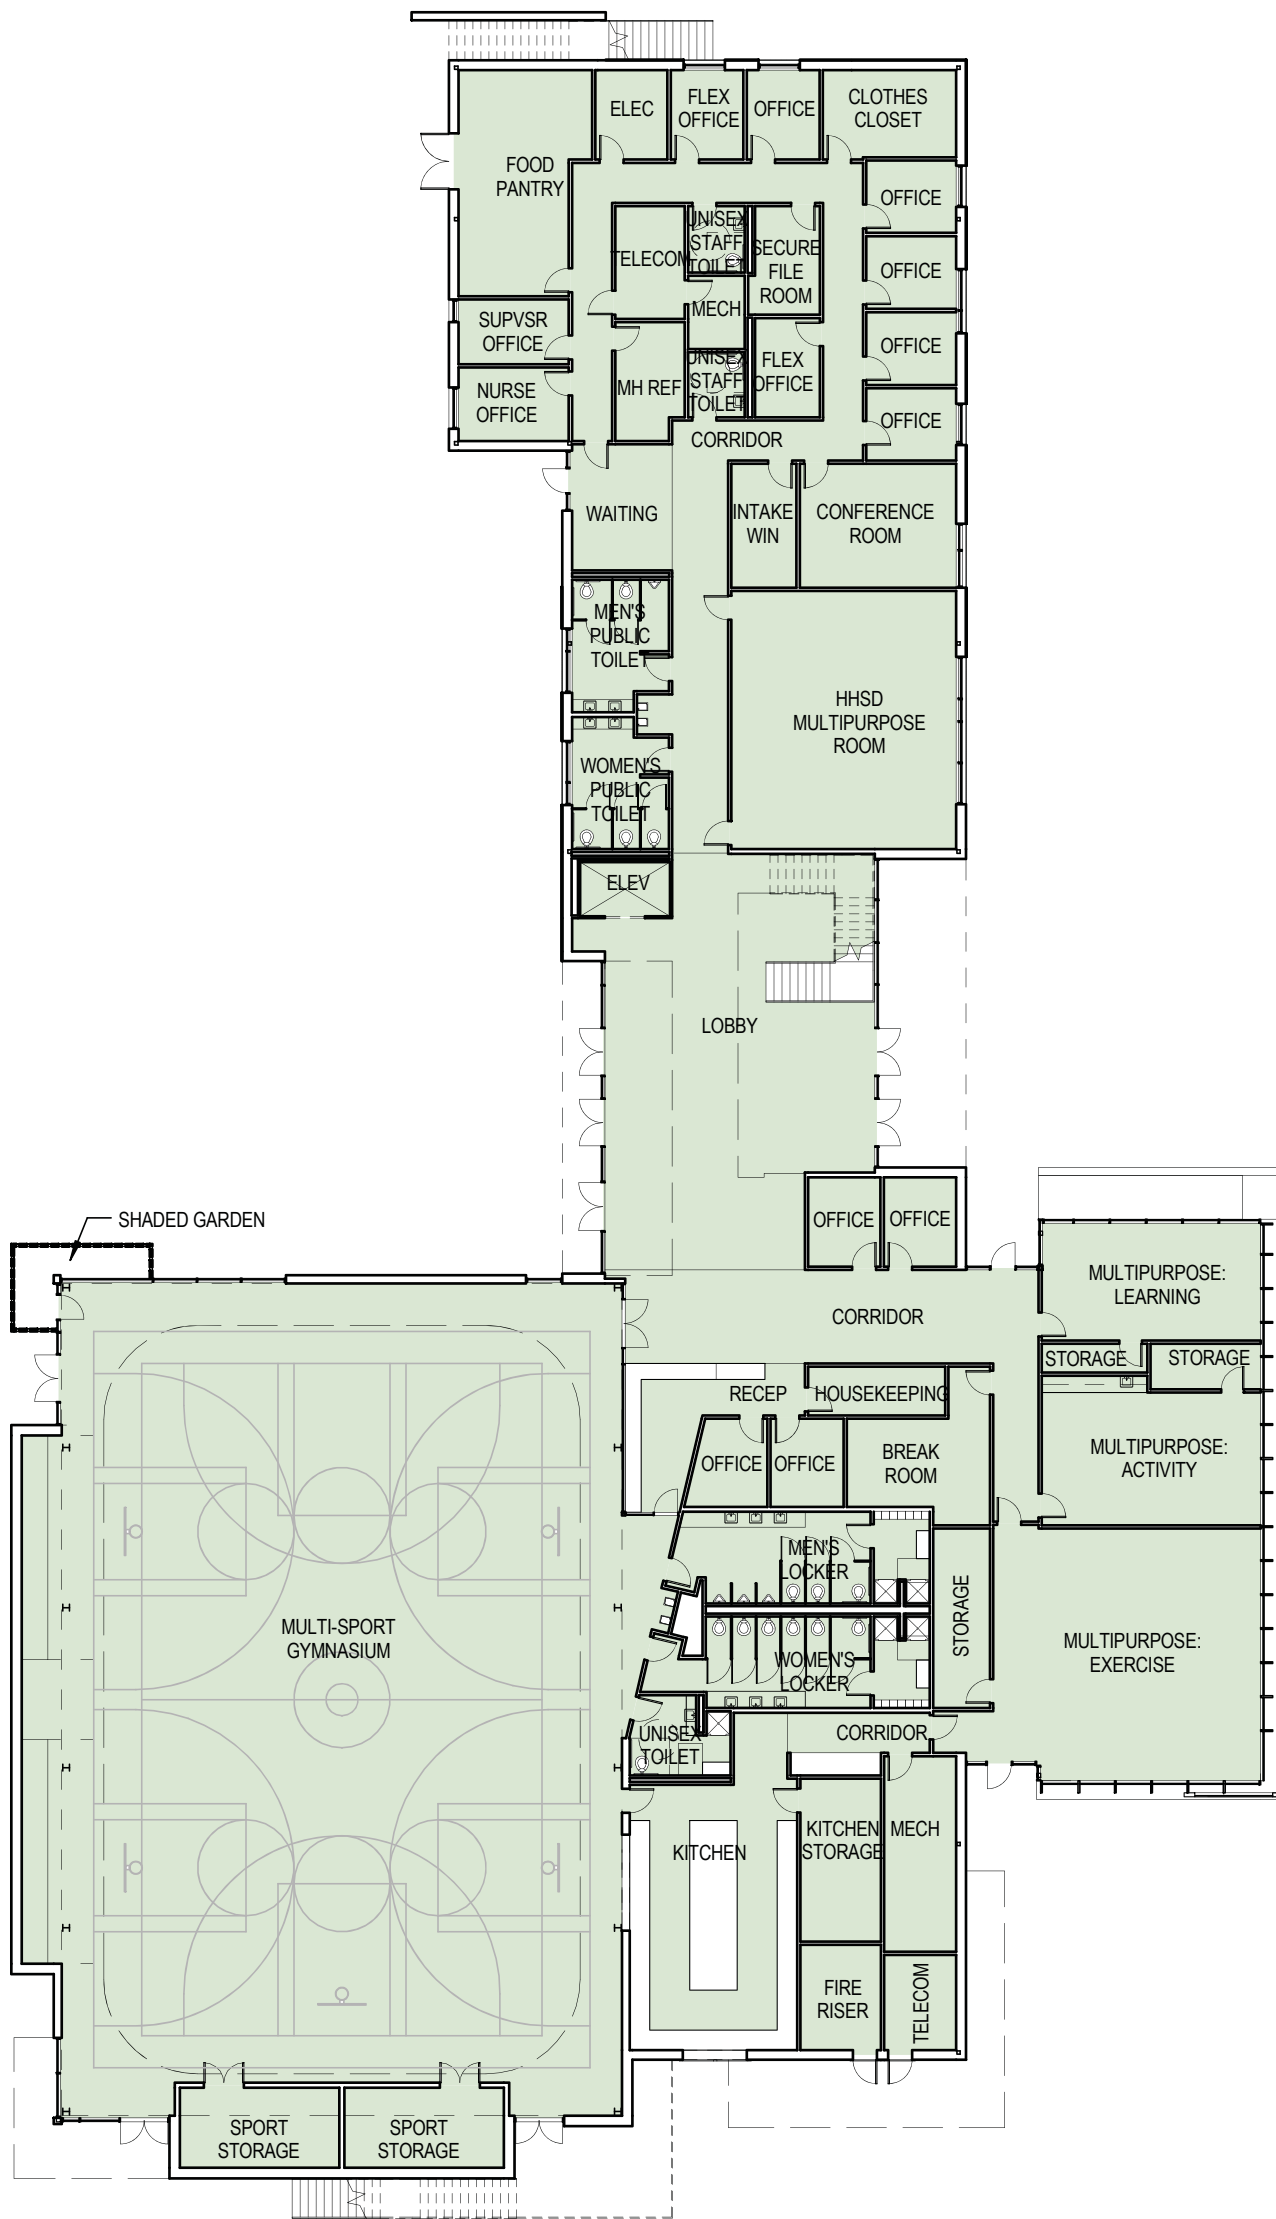 ELEC
FLEX
OFFICE
OFFICE
CLOTHES
CLOSET
FOOD
PANTRY
OFFICE
UNISEX
STAFF
TOILET
TELECOM
SECURE
FILE
ROOM
OFFICE
MECH
SUPVSR
OFFICE
OFFICE
UNISEX
STAFF
TOILET
FLEX
OFFICE
MH REF
NURSE
OFFICE
OFFICE
CORRIDOR
WAITING
INTAKE
WIN
CONFERENCE
ROOM
MEN'S
PUBLIC
TOILET
HHSD
MULTIPURPOSE
ROOM
WOMEN'S
PUBLIC
TOILET
ELEV
LOBBY
SHADED GARDEN
OFFICE
OFFICE
MULTIPURPOSE:
LEARNING
CORRIDOR
STORAGE
STORAGE
RECEP
HOUSEKEEPING
OFFICE
OFFICE
BREAK
ROOM
MULTIPURPOSE:
ACTIVITY
MEN'S
LOCKER
STORAGE
MULTI-SPORT
GYMNASIUM
MULTIPURPOSE:
EXERCISE
WOMEN'S
LOCKER
UNISEX
TOILET
CORRIDOR
KITCHEN
KITCHEN
STORAGE
MECH
FIRE
RISER
TELECOM
SPORT
STORAGE
SPORT
STORAGE